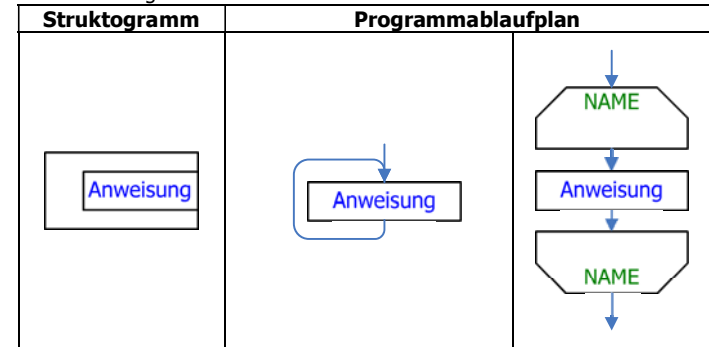 Struktogramm
Programmablaufplan
NAME
Anweisung
Anweisung
Anweisung
NAME